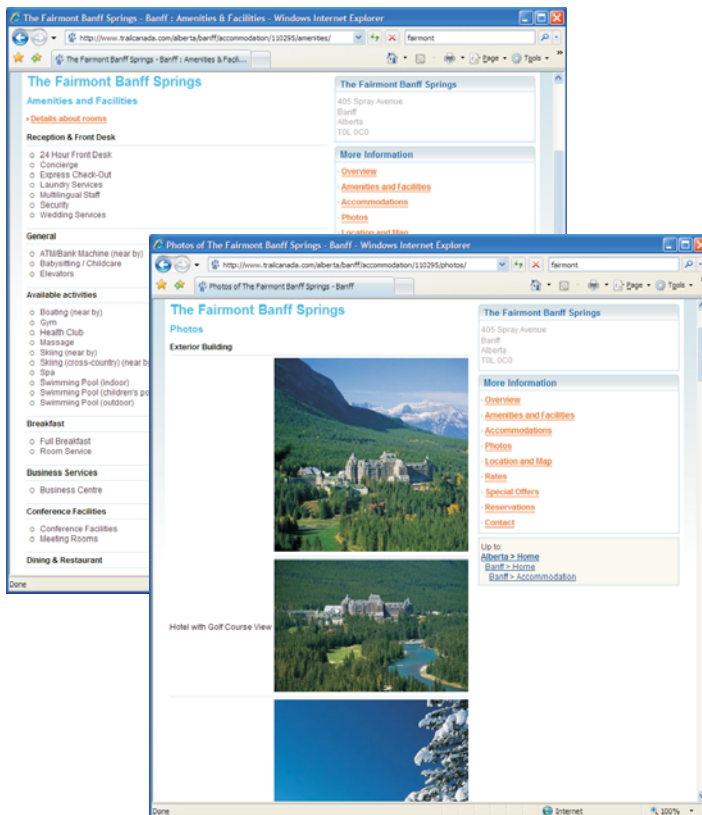 The Fairmont Banff Springs - Banff : Amenities & Facilities - Windows Internet Explorer
http://www.trailcanada.com/alberta/banff/accommodation/110295/amenities/
fairmont
The Fairmont Banff Springs - Banff : Amenities & Facili...
Page
Tools
The Fairmont Banff Springs
Amenities and Facilities
› Details about rooms
Reception & Front Desk
24 Hour Front Desk
Concierge
Express Check-Out
Laundry Services
Multilingual Staff
Security
Wedding Services
General
ATM/Bank Machine (near by)
Babysitting / Childcare
Elevators
Available activities
Boating (near by)
Gym
Health Club
Massage
Skiing (near by)
Skiing (cross-country) (near by
Spa
Swimming Pool (indoor)
Swimming Pool (children's po
Swimming Pool (outdoor)
Breakfast
Full Breakfast
Room Service
Business Services
Business Centre
Conference Facilities
Conference Facilities
Meeting Rooms
Dining & Restaurant
Done
The Fairmont Banff Springs
405 Spray Avenue
Banff
Alberta
T0L 0C0
More Information
Overview
Amenities and Facilities
Accommodations
Photos
Location and Map
Photos of The Fairmont Banff Springs - Banff - Windows Internet Explorer
http://www.trailcanada.com/alberta/banff/accommodation/110295/photos/
fairmont
Photos of The Fairmont Banff Springs - Banff
Page
Tools
The Fairmont Banff Springs
Photos
Exterior Building
Hotel with Golf Course View
The Fairmont Banff Springs
405 Spray Avenue
Banff
Alberta
T0L 0C0
More Information
Overview
Amenities and Facilities
Accommodations
Photos
Location and Map
Rates
Special Offers
Reservations
Contact
Up to:
Alberta > Home
Banff > Home
Banff > Accommodation
Done
Internet
100%